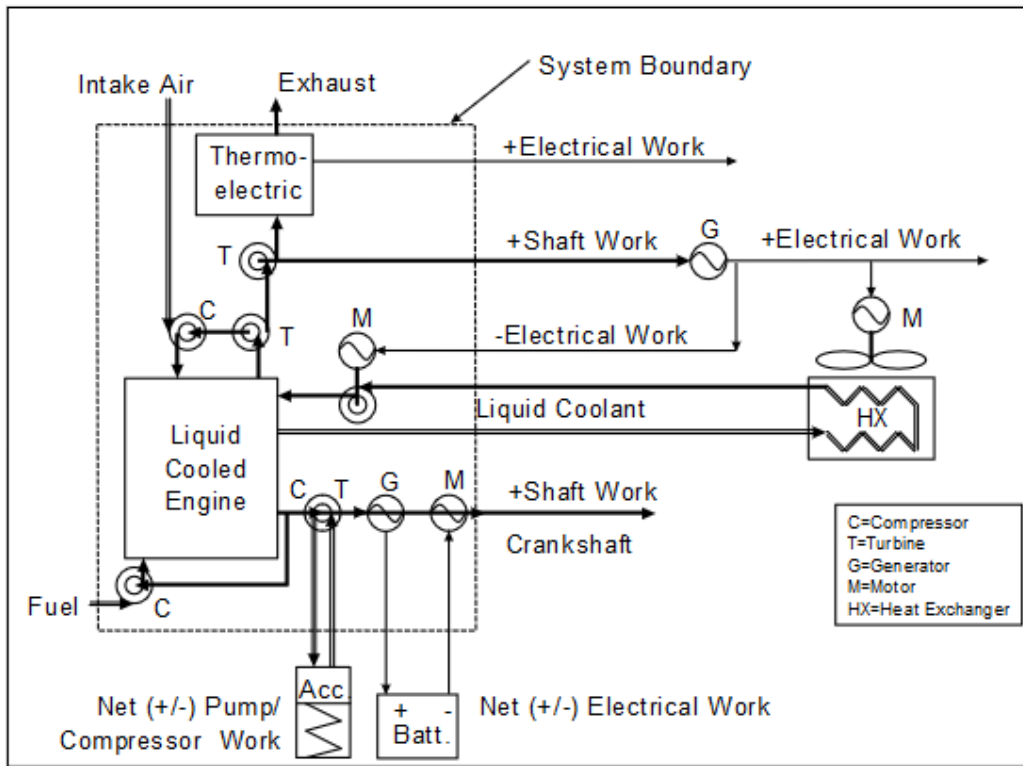 System Boundary
Intake Air
Exhaust
Thermo-
electric
+Electrical Work
T
+Shaft Work
G
+Electrical Work
C
T
M
-Electrical Work
M
Liquid Coolant
HX
Liquid
Cooled
Engine
C
T
G
M
+Shaft Work
Crankshaft
C=Compressor
T=Turbine
G=Generator
M=Motor
HX=Heat Exchanger
Fuel
C
Acc.
Net (+/-) Pump/
Compressor Work
+ -
Batt.
Net (+/-) Electrical Work